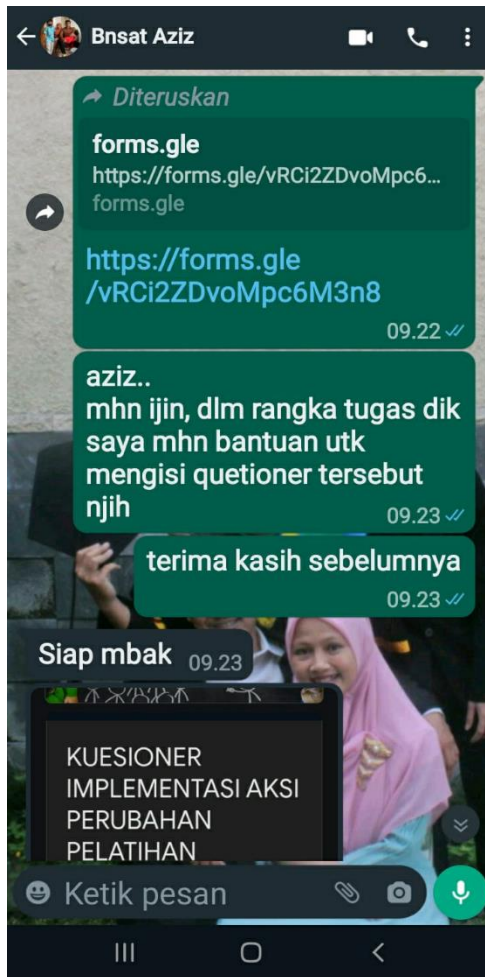 Bnsat Aziz
Diteruskan
forms.gle
https://forms.gle/vRCi2ZDvoMpc6...
forms.gle
https://forms.gle
/vRCi2ZDvoMpc6M3n8
09.22
aziz..
mhn ijin, dlm rangka tugas dik
saya mhn bantuan utk
mengisi quetioner tersebut
njih
09.23
terima kasih sebelumnya
09.23
Siap mbak 09.23
KUESIONER
IMPLEMENTASI AKSI
PERUBAHAN
PELATIHAN
Ketik pesan